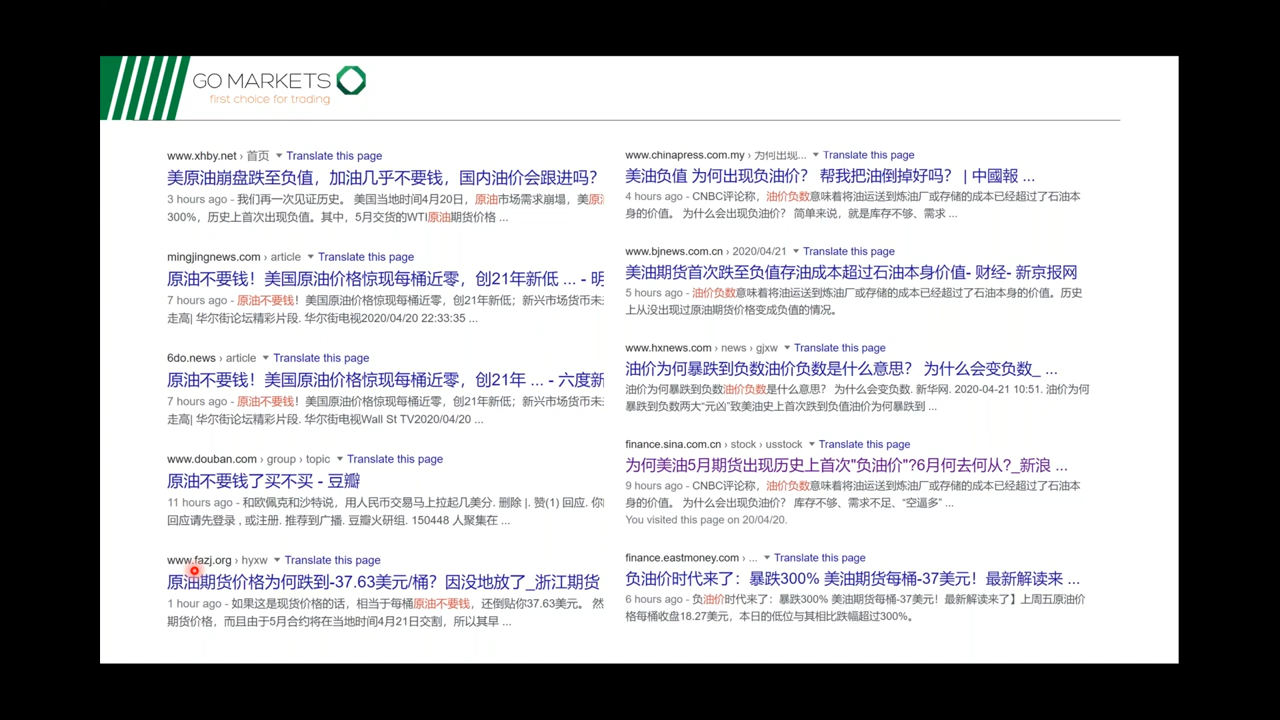 GO MARKETS
first choice for trading
www.xhby.net › 首页 ▼ Translate this page
美原油崩盘跌至负值，加油几乎不要钱，国内油价会跟进吗？
3 hours ago - 我们再一次见证历史。 美国当地时间4月20日，原油市场需求崩塌，美原油
300%，历史上首次出现负值。其中，5月交货的WTI原油期货价格 ...
mingjingnews.com › article ▼ Translate this page
原油不要钱！美国原油价格惊现每桶近零，创21年新低 ... - 明
7 hours ago - 原油不要钱！美国原油价格惊现每桶近零，创21年新低；新兴市场货币未
走高| 华尔街论坛精彩片段. 华尔街电视2020/04/20 22:33:35 ...
6do.news › article ▼ Translate this page
原油不要钱！美国原油价格惊现每桶近零，创21年 ... - 六度新
7 hours ago - 原油不要钱！美国原油价格惊现每桶近零，创21年新低；新兴市场货币未
走高| 华尔街论坛精彩片段. 华尔街电视Wall St TV2020/04/20 ...
www.douban.com › group › topic ▼ Translate this page
原油不要钱了买不买 - 豆瓣
11 hours ago - 和欧佩克和沙特说，用人民币交易马上拉起几美分. 删除 |. 赞(1) 回应. 你
回应请先登录 , 或注册. 推荐到广播. 豆瓣火研组. 150448 人聚集在 ...
www.fazj.org › hyxw ▼ Translate this page
原油期货价格为何跌到-37.63美元/桶？因没地放了_浙江期货
1 hour ago - 如果这是现货价格的话，相当于每桶原油不要钱，还倒贴你37.63美元。 然
期货价格，而且由于5月合约将在当地时间4月21日交割，所以其早 ...
www.chinapress.com.my › 为何出现... ▼ Translate this page
美油负值 为何出现负油价？ 帮我把油倒掉好吗？ | 中國報 ...
4 hours ago - CNBC评论称，油价负数意味着将油运送到炼油厂或存储的成本已经超过了石油本
身的价值。 为什么会出现负油价？ 简单来说，就是库存不够、需求 ...
www.bjnews.com.cn › 2020/04/21 ▼ Translate this page
美油期货首次跌至负值存油成本超过石油本身价值- 财经- 新京报网
5 hours ago - 油价负数意味着将油运送到炼油厂或存储的成本已经超过了石油本身的价值。历史
上从没出现过原油期货价格变成负值的情况。
www.hxnews.com › news › gjxw ▼ Translate this page
油价为何暴跌到负数油价负数是什么意思？ 为什么会变负数_ ...
油价为何暴跌到负数油价负数是什么意思？ 为什么会变负数. 新华网. 2020-04-21 10:51. 油价为何
暴跌到负数两大“元凶”致美油史上首次跌到负值油价为何暴跌到 ...
finance.sina.com.cn › stock › usstock ▼ Translate this page
为何美油5月期货出现历史上首次"负油价"?6月何去何从?_新浪 ...
9 hours ago - CNBC评论称，油价负数意味着将油运送到炼油厂或存储的成本已经超过了石油本
身的价值。 为什么会出现负油价？ 库存不够、需求不足、“空逼多” ...
You visited this page on 20/04/20.
finance.eastmoney.com › ... ▼ Translate this page
负油价时代来了：暴跌300% 美油期货每桶-37美元！最新解读来 ...
6 hours ago - 负油价时代来了：暴跌300% 美油期货每桶-37美元！最新解读来了】上周五原油价
格每桶收盘18.27美元，本日的低位与其相比跌幅超过300%。